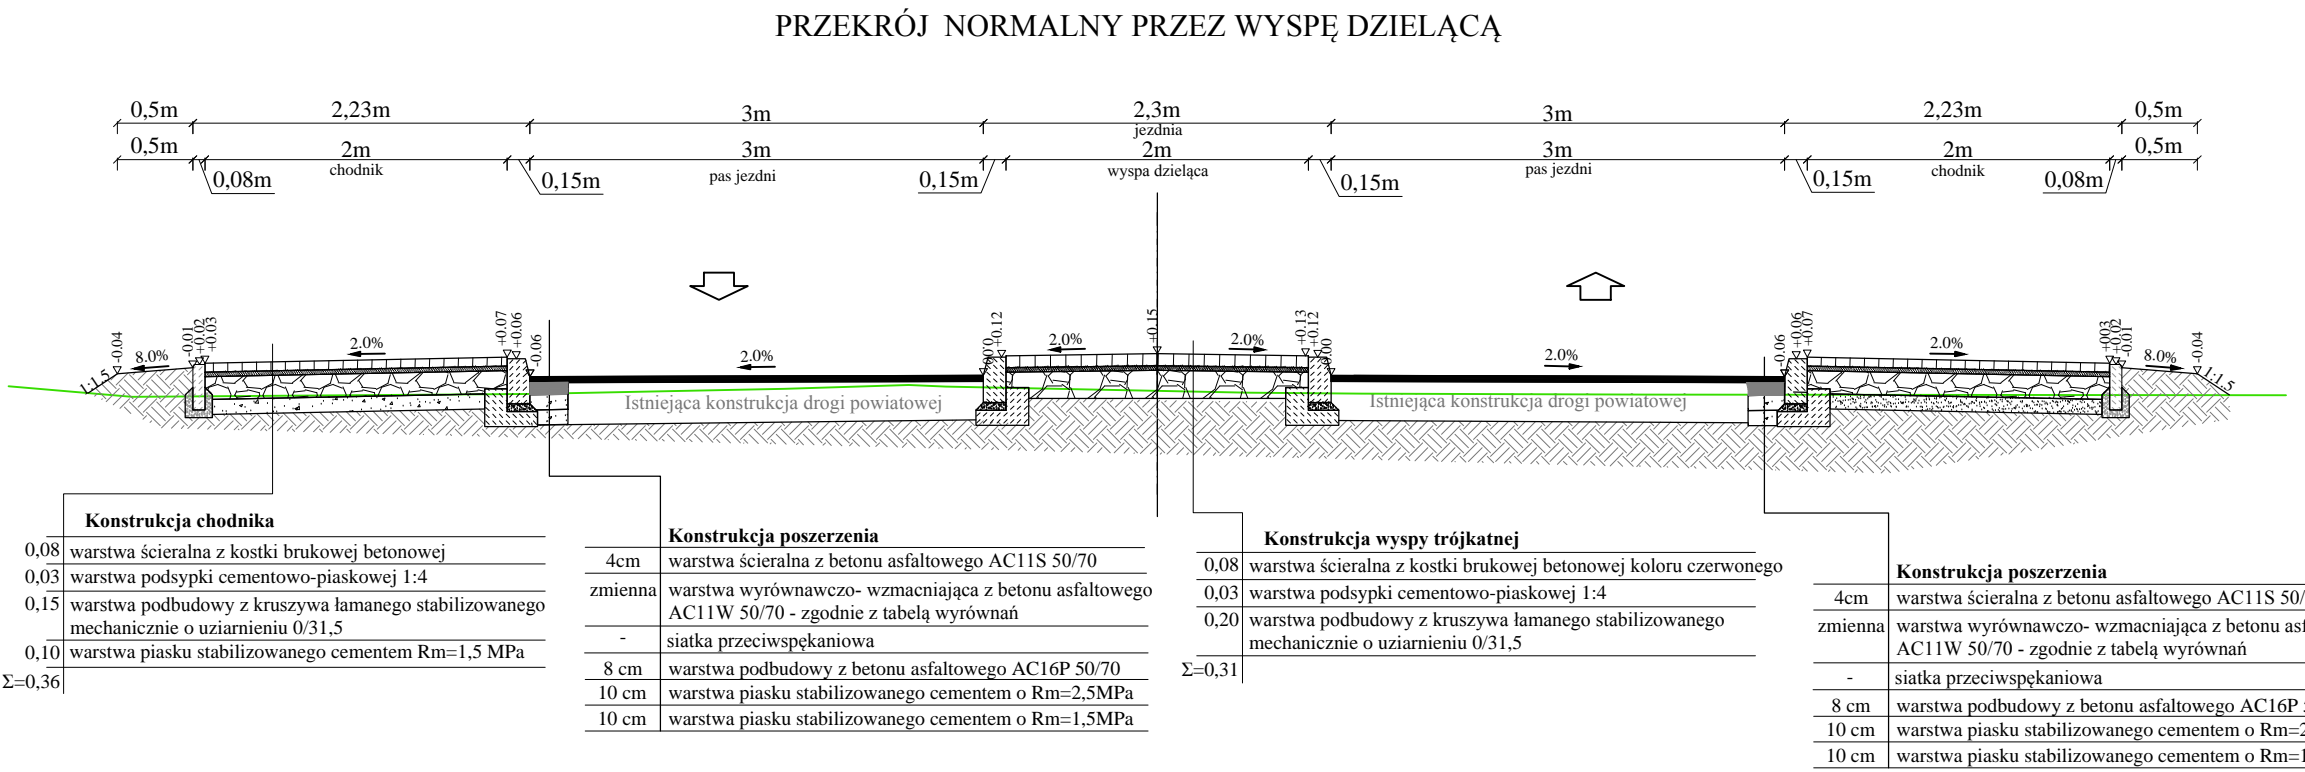 PRZEKRÓJ NORMALNY PRZEZ WYSPĘ DZIELĄCĄ
0,5m 2,23m 3m 2,3m 3m 2,23m 0,5m
jezdnia
0,5m 2m 3m 2m 3m 2m 0,5m
chodnik pas jezdni wyspa dzieląca pas jezdni chodnik
0,08m 0,15m 0,15m 0,15m 0,15m 0,08m
-0.04 -0.01 +0.02 +0.03 +0.07 +0.06 -0.06 0.00 +0.12 +0.15 +0.13 +0.12 0.00 -0.06 +0.06 +0.07 +0.03 +0.02 -0.01 -0.04
1:1,5 8.0% 2.0% 2.0% 2.0% 2.0% 2.0% 2.0% 8.0% 1:1,5
Istniejąca konstrukcja drogi powiatowej Istniejąca konstrukcja drogi powiatowej
Konstrukcja chodnika
0,08 warstwa ścieralna z kostki brukowej betonowej
0,03 warstwa podsypki cementowo-piaskowej 1:4
0,15 warstwa podbudowy z kruszywa łamanego stabilizowanego
mechanicznie o uziarnieniu 0/31,5
0,10 warstwa piasku stabilizowanego cementem Rm=1,5 MPa
Σ=0,36
Konstrukcja poszerzenia
4cm warstwa ścieralna z betonu asfaltowego AC11S 50/70
zmienna warstwa wyrównawczo- wzmacniająca z betonu asfaltowego
AC11W 50/70 - zgodnie z tabelą wyrównań
- siatka przeciwspękaniowa
8 cm warstwa podbudowy z betonu asfaltowego AC16P 50/70
10 cm warstwa piasku stabilizowanego cementem o Rm=2,5MPa
10 cm warstwa piasku stabilizowanego cementem o Rm=1,5MPa
Konstrukcja wyspy trójkatnej
0,08 warstwa ścieralna z kostki brukowej betonowej koloru czerwonego
0,03 warstwa podsypki cementowo-piaskowej 1:4
0,20 warstwa podbudowy z kruszywa łamanego stabilizowanego
mechanicznie o uziarnieniu 0/31,5
Σ=0,31
Konstrukcja poszerzenia
4cm warstwa ścieralna z betonu asfaltowego AC11S 50/
zmienna warstwa wyrównawczo- wzmacniająca z betonu asf
AC11W 50/70 - zgodnie z tabelą wyrównań
- siatka przeciwspękaniowa
8 cm warstwa podbudowy z betonu asfaltowego AC16P
10 cm warstwa piasku stabilizowanego cementem o Rm=2
10 cm warstwa piasku stabilizowanego cementem o Rm=1